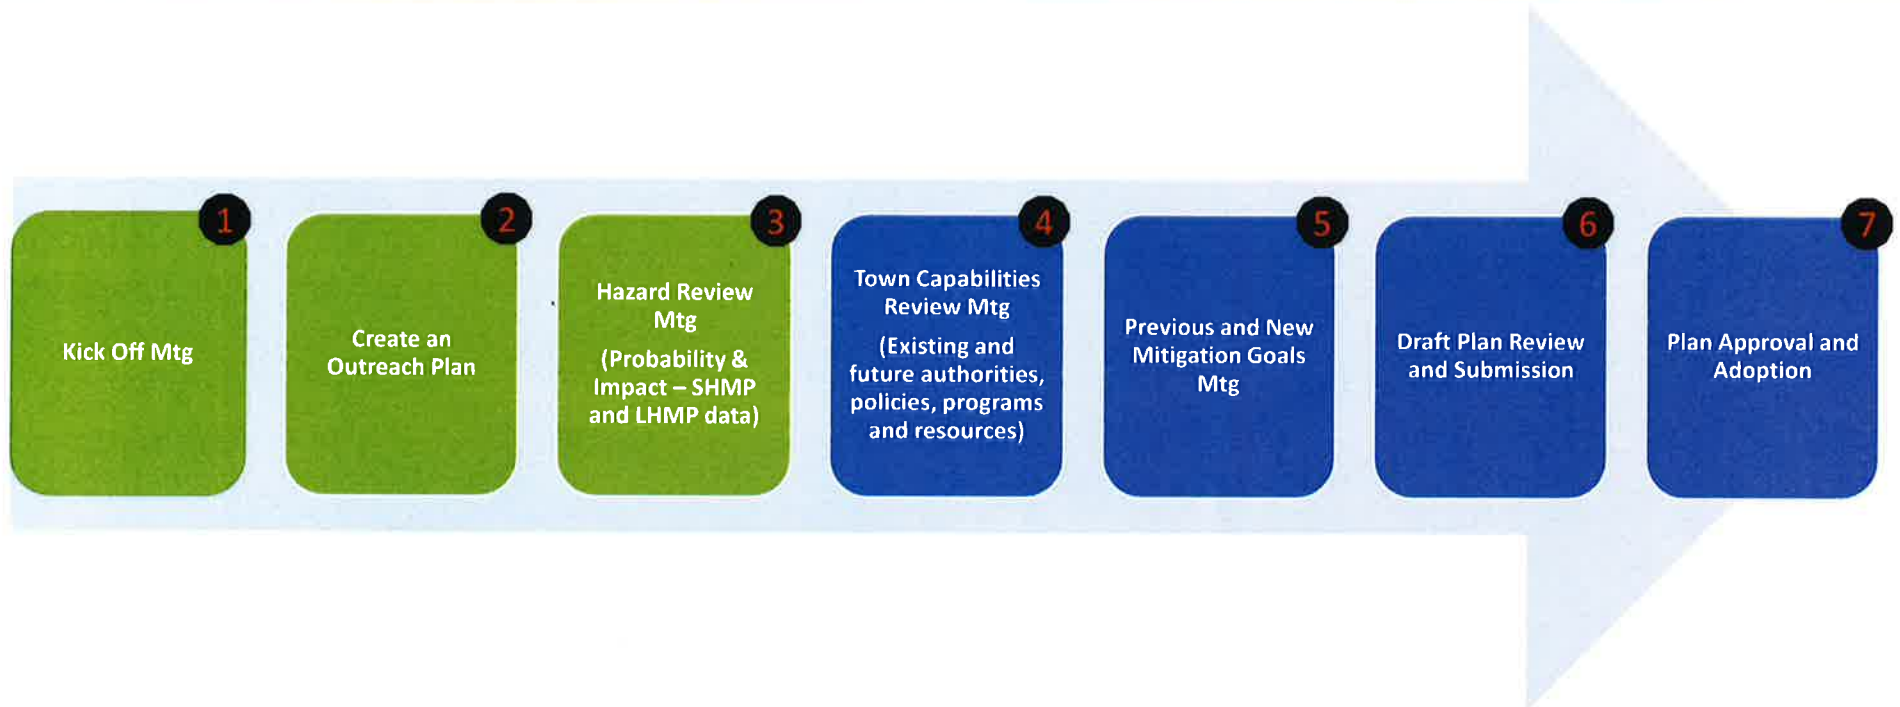 1
Kick Off Mtg
2
Create an
Outreach Plan
3
Hazard Review
Mtg
(Probability &
Impact – SHMP
and LHMP data)
4
Town Capabilities
Review Mtg
(Existing and
future authorities,
policies, programs
and resources)
5
Previous and New
Mitigation Goals
Mtg
6
Draft Plan Review
and Submission
7
Plan Approval and
Adoption